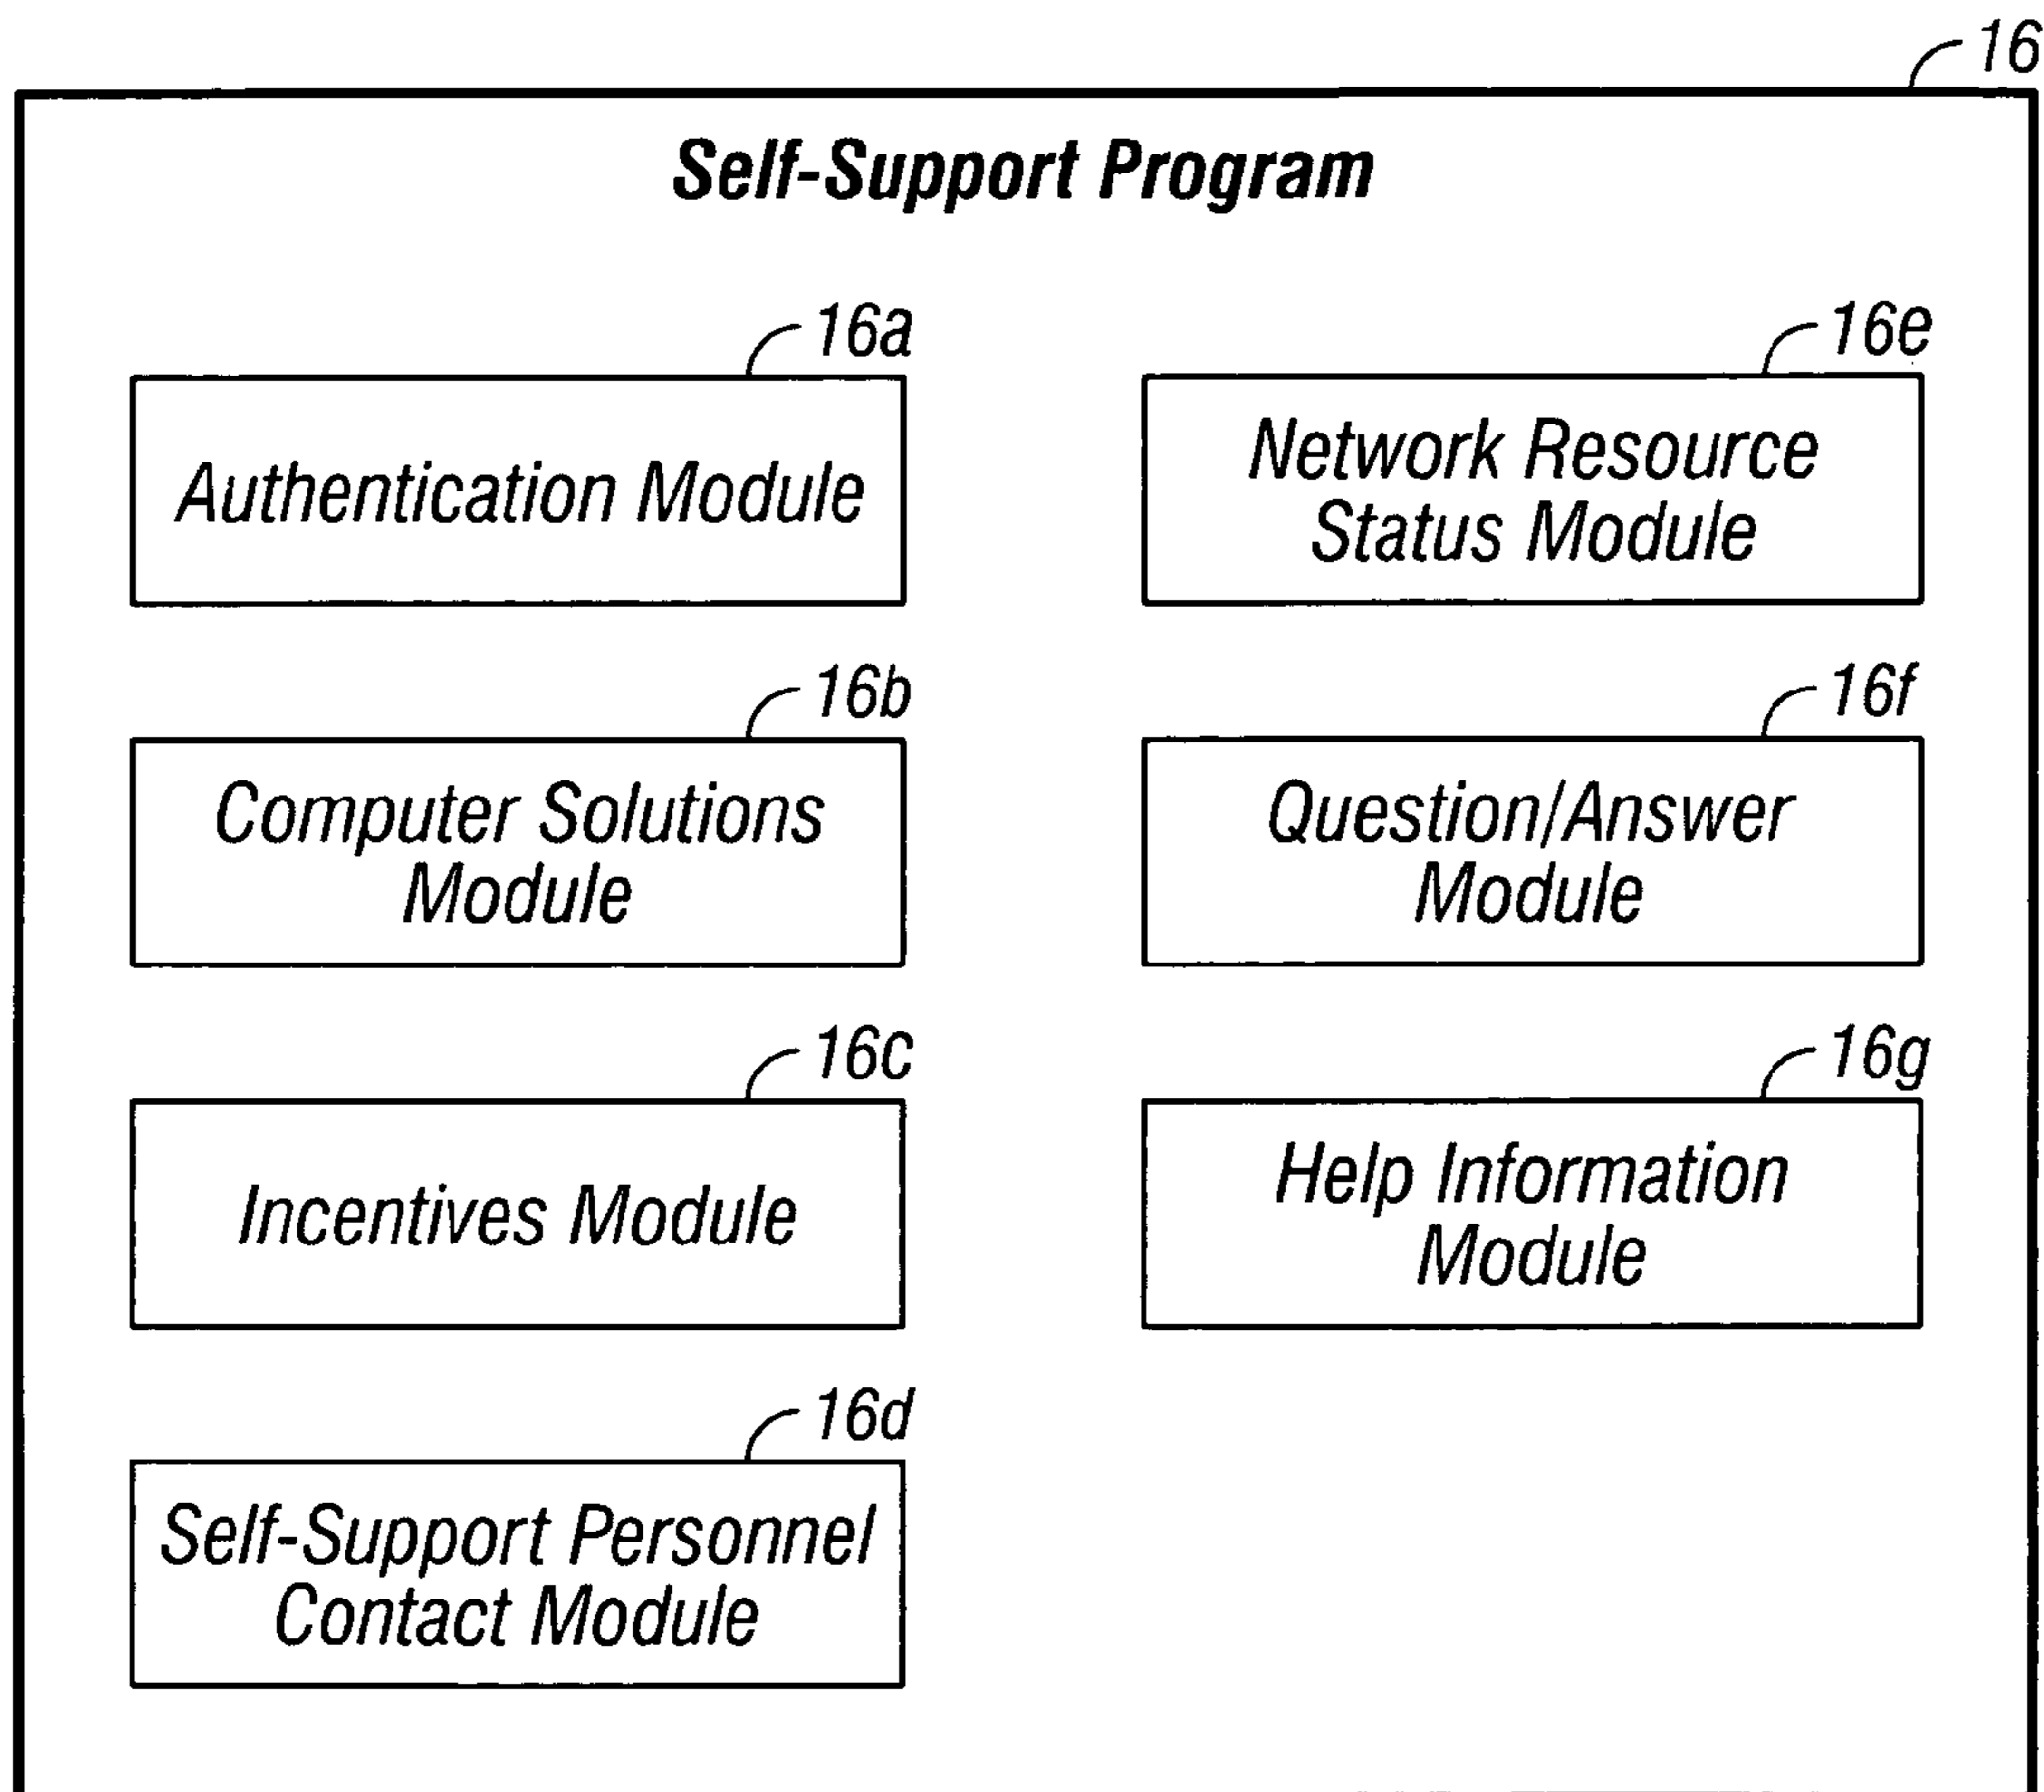 16
Self-Support Program
16a
Authentication Module
16b
Computer Solutions
Module
16c
Incentives Module
16d
Self-Support Personnel
Contact Module
16e
Network Resource
Status Module
16f
Question/Answer
Module
16g
Help Information
Module